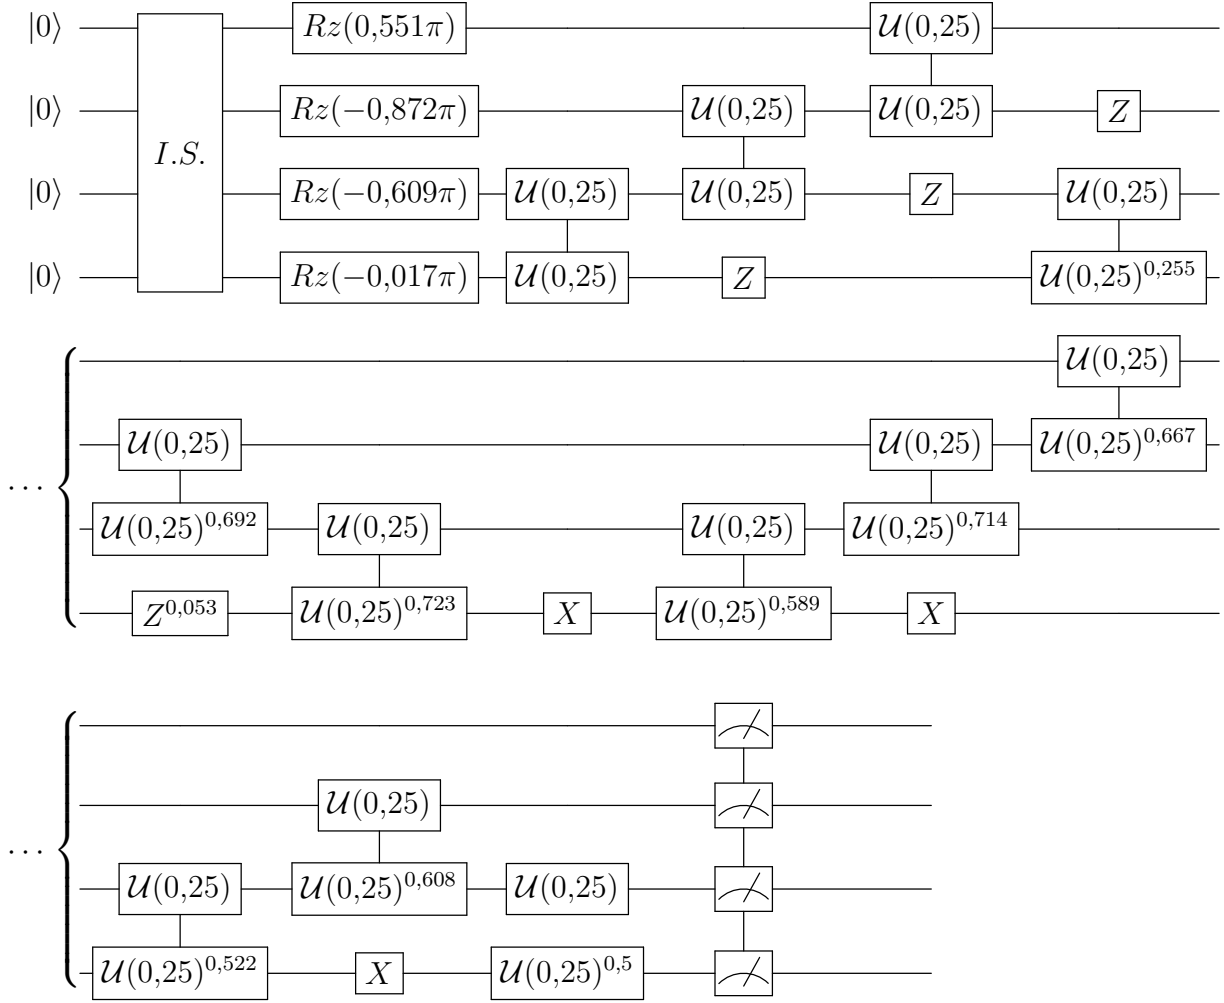 |0⟩ Rz(0,551π) 𝒰(0,25)
|0⟩ Rz(−0,872π) 𝒰(0,25) 𝒰(0,25) Z
I.S.
|0⟩ Rz(−0,609π) 𝒰(0,25) 𝒰(0,25) Z 𝒰(0,25)
|0⟩ Rz(−0,017π) 𝒰(0,25) Z 𝒰(0,25)^0,255
𝒰(0,25)
𝒰(0,25) 𝒰(0,25) 𝒰(0,25)^0,667
⋯
𝒰(0,25)^0,692 𝒰(0,25) 𝒰(0,25) 𝒰(0,25)^0,714
Z^0,053 𝒰(0,25)^0,723 X 𝒰(0,25)^0,589 X
𝒰(0,25)
⋯
𝒰(0,25) 𝒰(0,25)^0,608 𝒰(0,25)
𝒰(0,25)^0,522 X 𝒰(0,25)^0,5